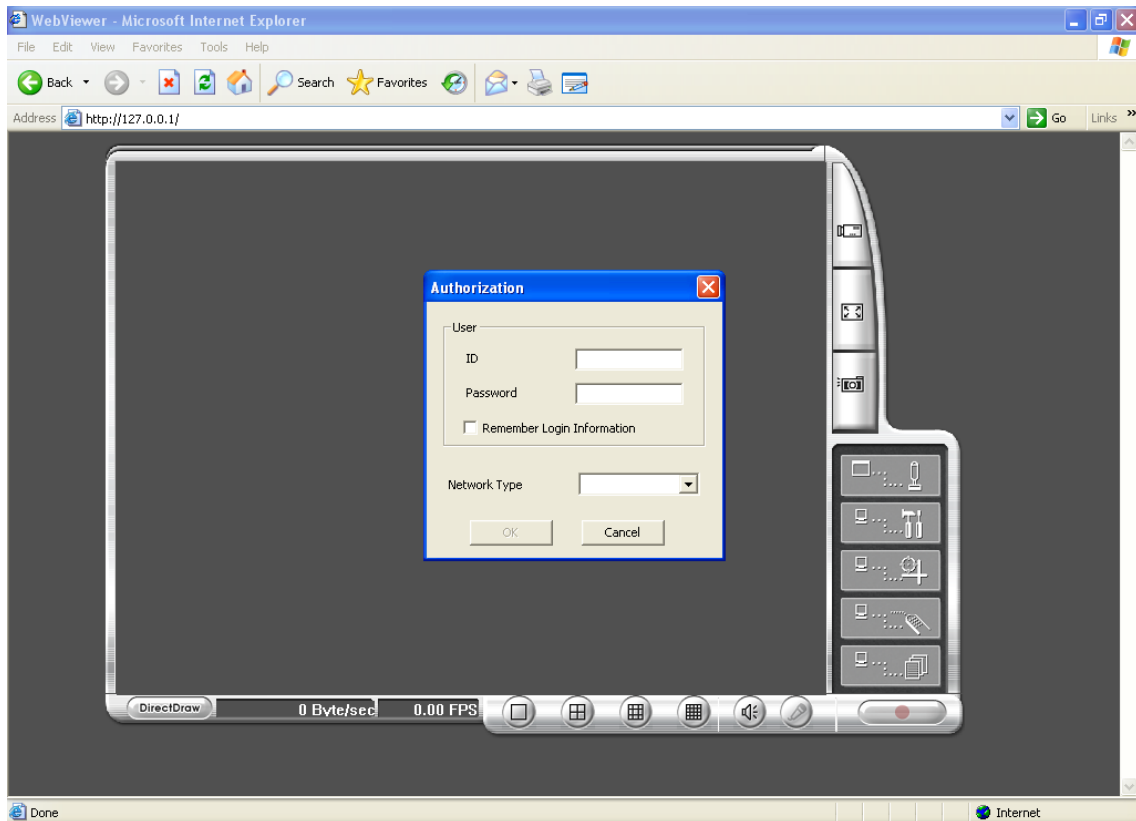 WebViewer - Microsoft Internet Explorer
File Edit View Favorites Tools Help
Back Search Favorites
Address http://127.0.0.1/ Go Links »
Authorization
User
ID
Password
Remember Login Information
Network Type
OK Cancel
DirectDraw 0 Byte/sec 0.00 FPS
Done Internet